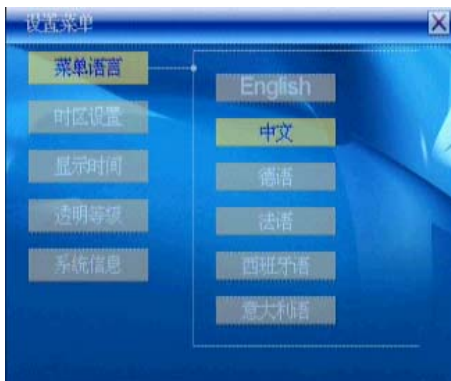 设置菜单
菜单语言
时区设置
显示时间
透明等级
系统信息
English
中文
德语
法语
西班牙语
意大利语